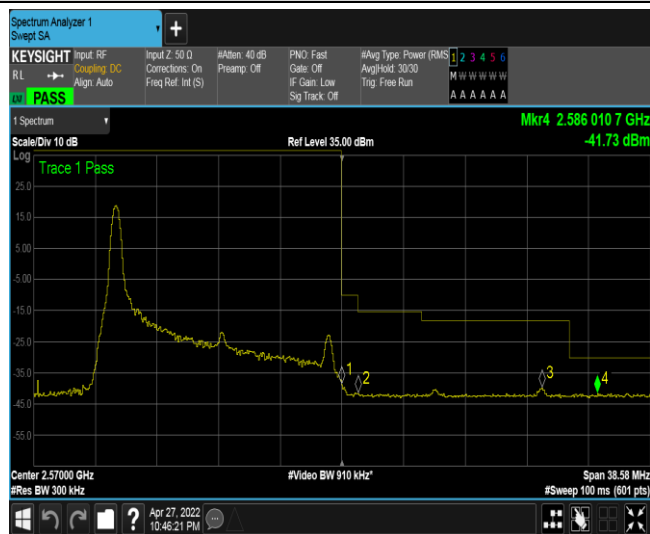 Spectrum Analyzer 1
Swept SA
+
KEYSIGHT Input: RF Input Z: 50 Ω #Atten: 40 dB PNO: Fast #Avg Type: Power (RMS 1 2 3 4 5 6
RL Coupling: DC Corrections: On Preamp: Off Gate: Off Avg|Hold: 30/30 M W W W W W
Align: Auto Freq Ref: Int (S) IF Gain: Low Trig: Free Run
PASS Sig Track: Off A A A A A A
1 Spectrum
Mkr4 2.586 010 7 GHz
Scale/Div 10 dB Ref Level 35.00 dBm -41.73 dBm
Log
Trace 1 Pass
25.0
15.0
5.00
-5.00
-15.0
-25.0
-35.0
1 2 3 4
-45.0
-55.0
Center 2.57000 GHz #Video BW 910 kHz* Span 38.58 MHz
#Res BW 300 kHz #Sweep 100 ms (601 pts)
? Apr 27, 2022
10:46:21 PM